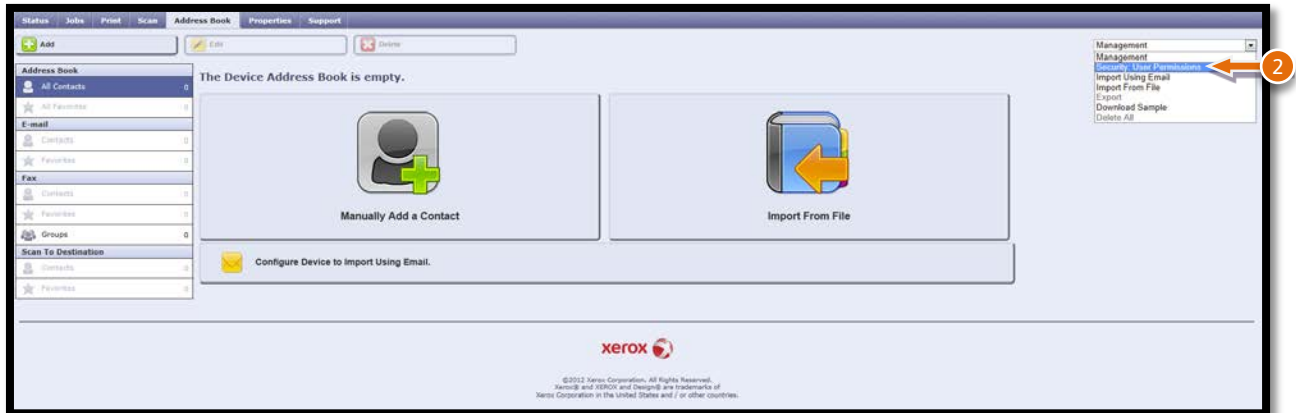 Status Jobs Print Scan Address Book Properties Support
Add Edit Delete
Management
Management
Security: User Permissions
2
Import Using Email
Import From File
Export
Download Sample
Delete All
Address Book
All Contacts 0
All Favorites 0
E-mail
Contacts 0
Favorites 0
Fax
Contacts 0
Favorites 0
Groups 0
Scan To Destination
Contacts 0
Favorites 0
The Device Address Book is empty.
Manually Add a Contact
Import From File
Configure Device to Import Using Email.
xerox
©2012 Xerox Corporation. All Rights Reserved.
Xerox® and XEROX and Design® are trademarks of
Xerox Corporation in the United States and / or other countries.